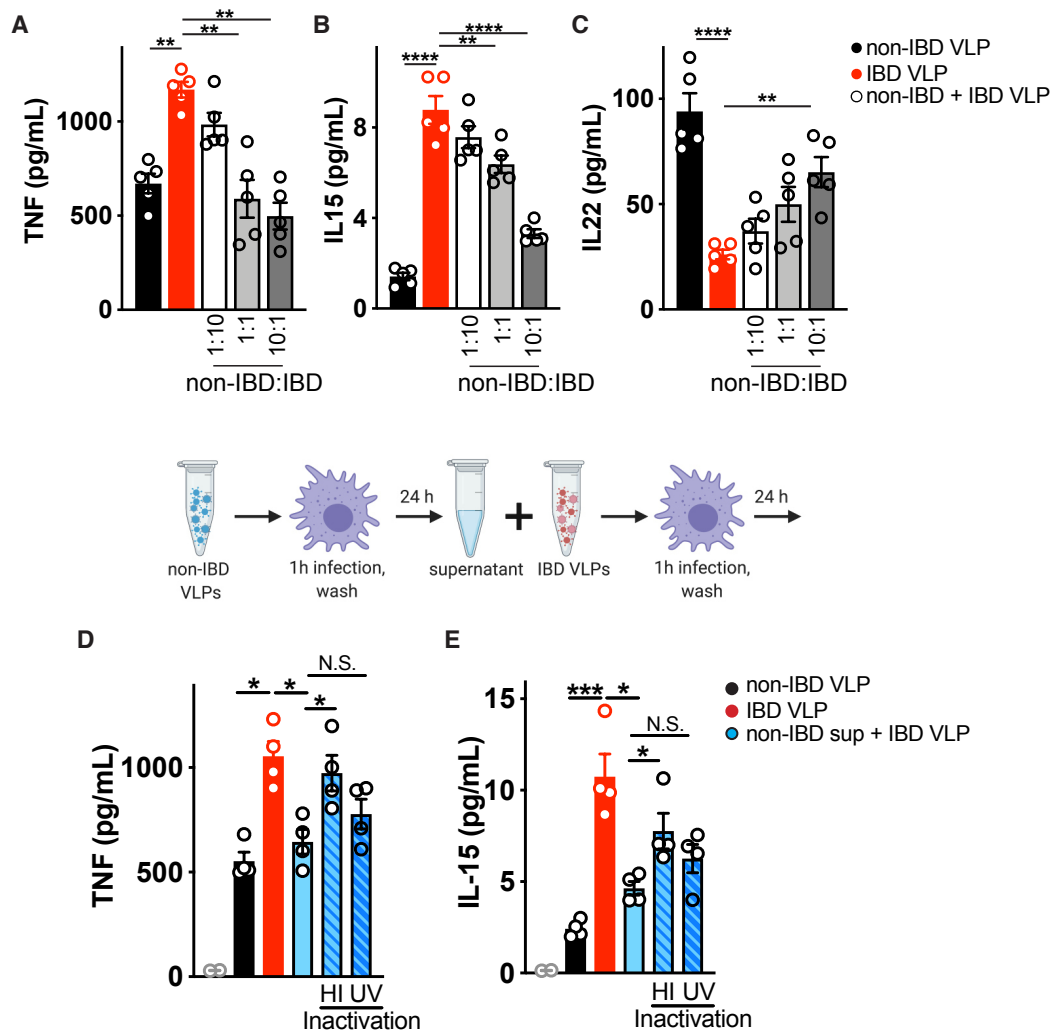 A
TNF (pg/mL)
1000
500
0
**
**
**
1:10
1:1
10:1
non-IBD:IBD
B
IL15 (pg/mL)
8
4
0
****
**
****
1:10
1:1
10:1
non-IBD:IBD
C
IL22 (pg/mL)
100
50
0
****
**
1:10
1:1
10:1
non-IBD:IBD
non-IBD VLP
IBD VLP
non-IBD + IBD VLP
24 h
+
24 h
non-IBD
VLPs
1h infection,
wash
supernatant
IBD VLPs
1h infection,
wash
D
TNF (pg/mL)
1000
500
0
*
*
*
N.S.
HI UV
Inactivation
E
IL-15 (pg/mL)
15
10
5
0
***
*
*
N.S.
HI UV
Inactivation
non-IBD VLP
IBD VLP
non-IBD sup + IBD VLP